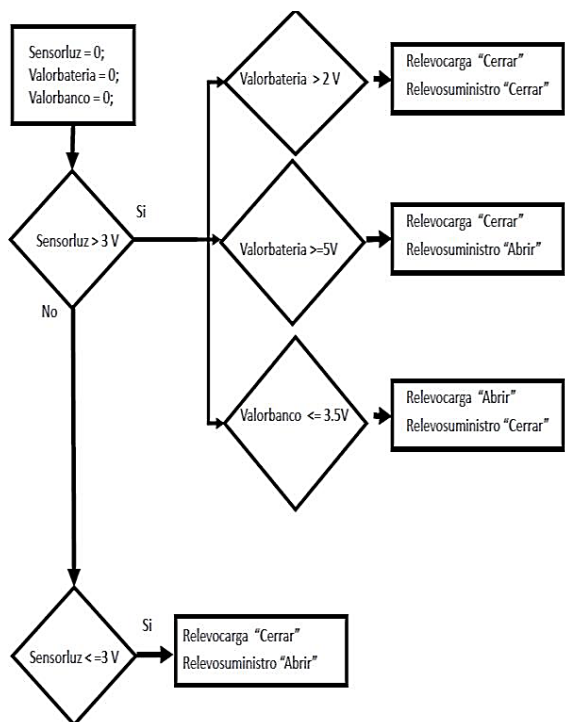 Sensorluz = 0;
Valorbateria = 0;
Valorbanco = 0;
Valorbateria > 2 V
Relevocarga "Cerrar"
Relevosuministro "Cerrar"
Sensorluz > 3 V
Si
Valorbateria >=5V
Relevocarga "Cerrar"
Relevosuministro "Abrir"
No
Valorbanco <= 3.5V
Relevocarga "Abrir"
Relevosuministro "Cerrar"
Sensorluz < =3 V
Si
Relevocarga "Cerrar"
Relevosuministro "Abrir"